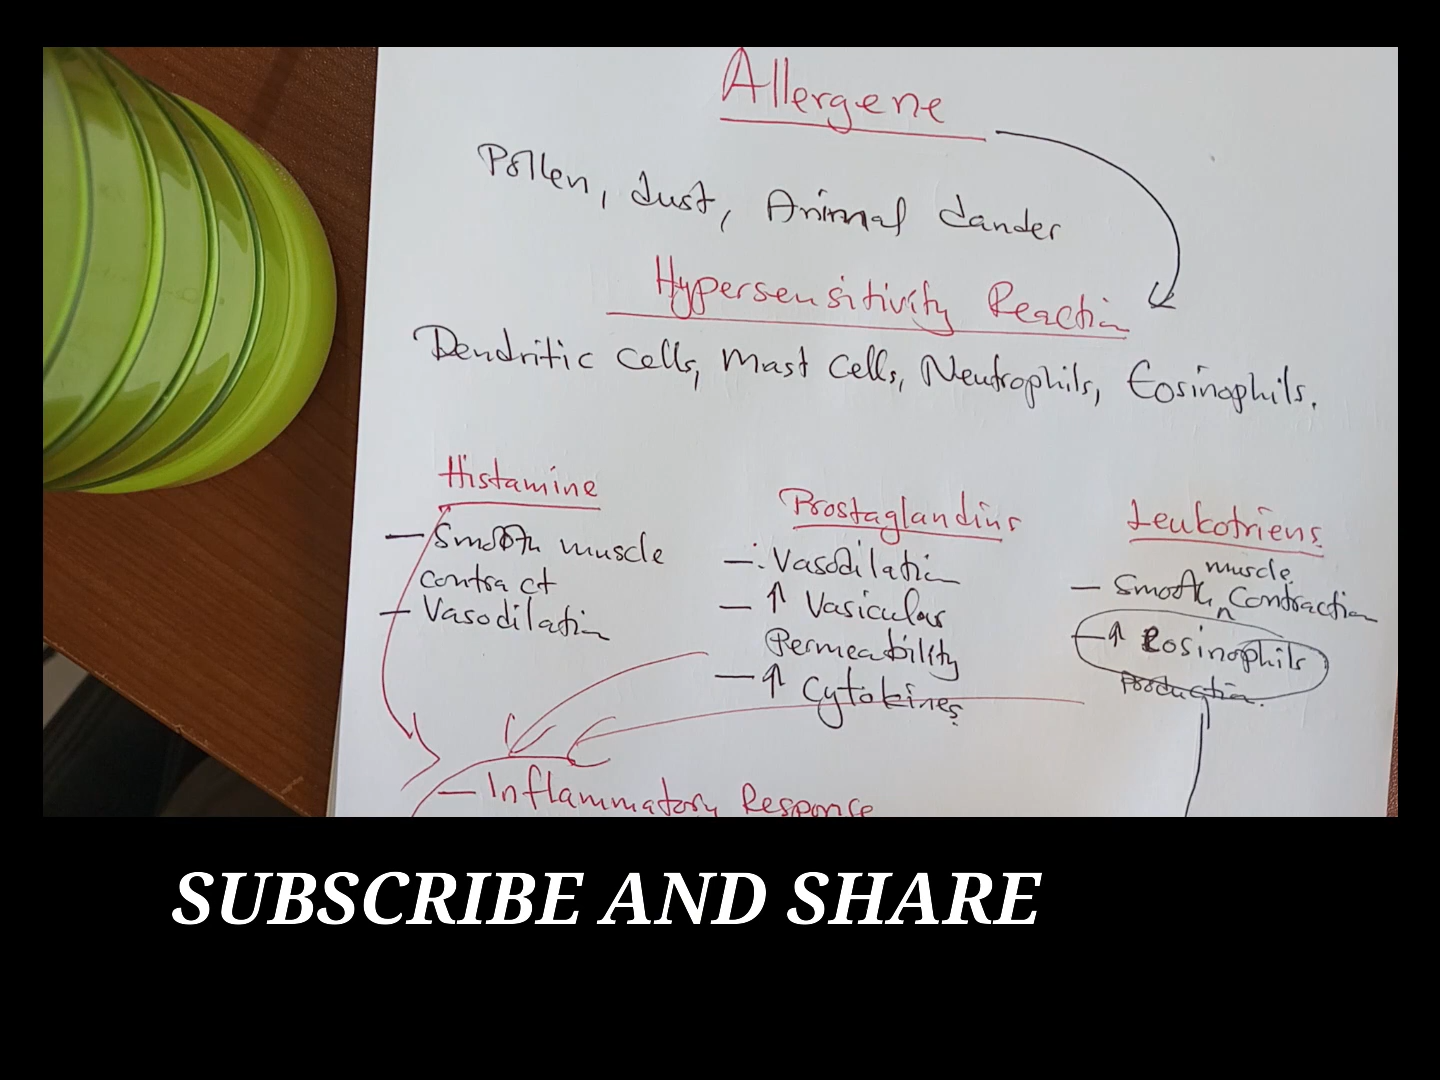 Allergene
Pollen, dust, Animal dander
Hypersensitivity Reaction
Dendritic cells, Mast Cells, Neutrophils, Eosinophils.
Histamine
– Smooth muscle
contract
– Vasodilation
Prostaglandins
– : Vasodilation
– ↑ Vasicular
Permeability
– ↑ Cytokines
Leukotriens
muscle
– Smooth ^ Contraction
– ↑ Eosinophils
Production.
– Inflammatory Response
SUBSCRIBE AND SHARE